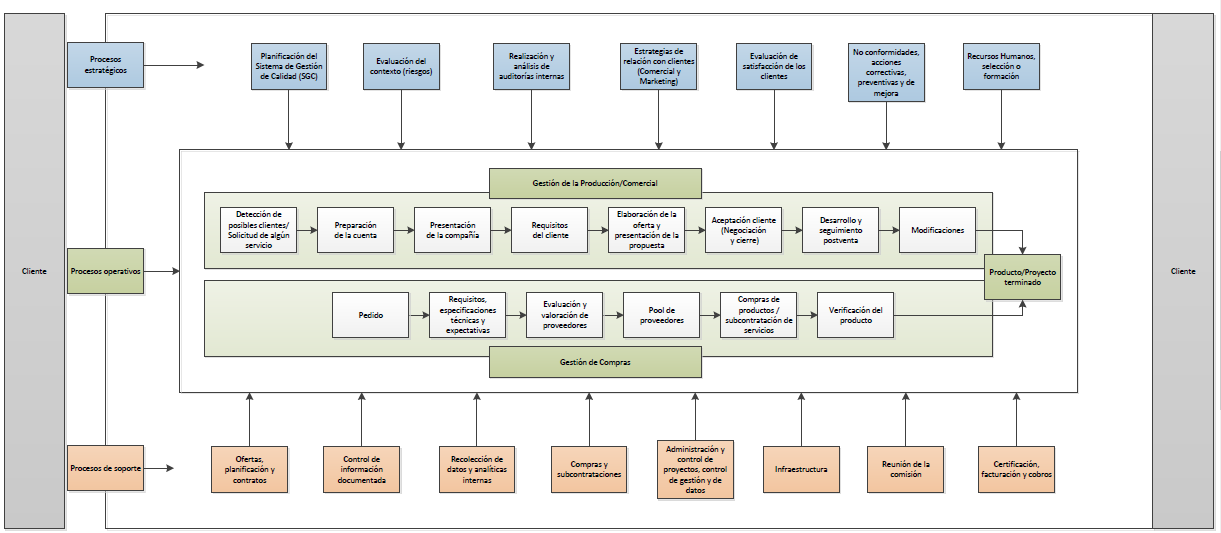 Procesos
estratégicos
Planificación del
Sistema de Gestión
de Calidad (SGC)
Evaluación del
contexto (riesgos)
Realización y
análisis de
auditorías internas
Estrategias de
relación con clientes
(Comercial y
Marketing)
Evaluación de
satisfacción de los
clientes
No conformidades,
acciones
correctivas,
preventivas y de
mejora
Recursos Humanos,
selección o
formación
Cliente
Procesos operativos
Gestión de la Producción/Comercial
Detección de
posibles clientes/
Solicitud de algún
servicio
Preparación
de la cuenta
Presentación
de la compañía
Requisitos
del cliente
Elaboración de la
oferta y
presentación de la
propuesta
Aceptación cliente
(Negociación
y cierre)
Desarrollo y
seguimiento
postventa
Modificaciones
Producto/Proyecto
terminado
Cliente
Pedido
Requisitos,
especificaciones
técnicas y
expectativas
Evaluación y
valoración de
proveedores
Pool de
proveedores
Compras de
productos /
subcontratación de
servicios
Verificación del
producto
Gestión de Compras
Procesos de soporte
Ofertas,
planificación y
contratos
Control de
información
documentada
Recolección de
datos y analíticas
internas
Compras y
subcontrataciones
Administración y
control de
proyectos, control
de gestión y de
datos
Infraestructura
Reunión de la
comisión
Certificación,
facturación y cobros